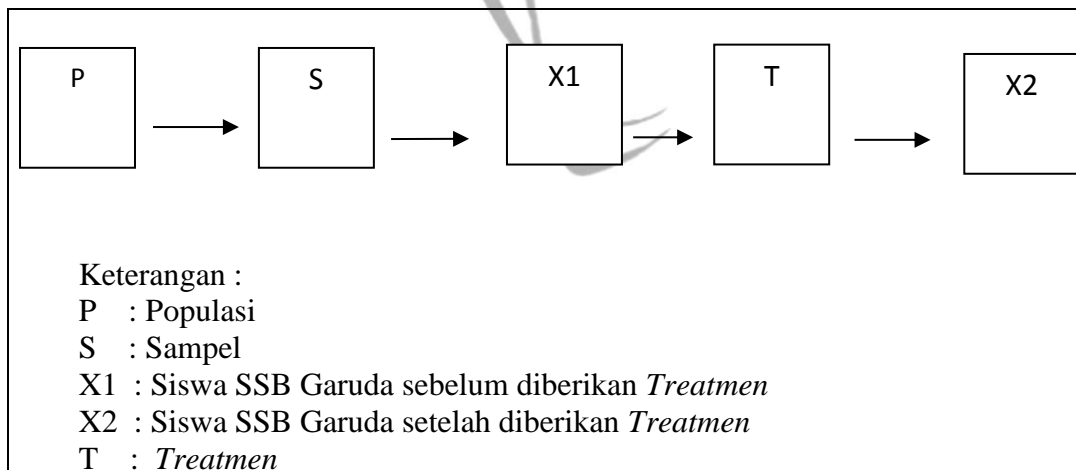 P S X1 T X2
Keterangan :
P : Populasi
S : Sampel
X1 : Siswa SSB Garuda sebelum diberikan Treatmen
X2 : Siswa SSB Garuda setelah diberikan Treatmen
T : Treatmen